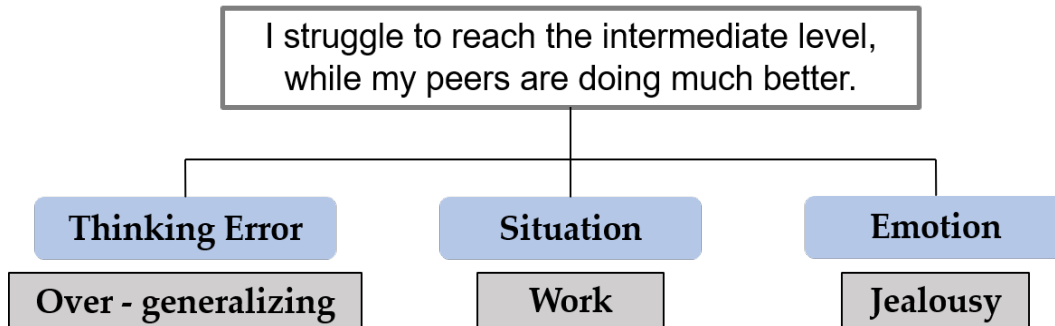 I struggle to reach the intermediate level,
while my peers are doing much better.
Thinking Error
Situation
Emotion
Over - generalizing
Work
Jealousy